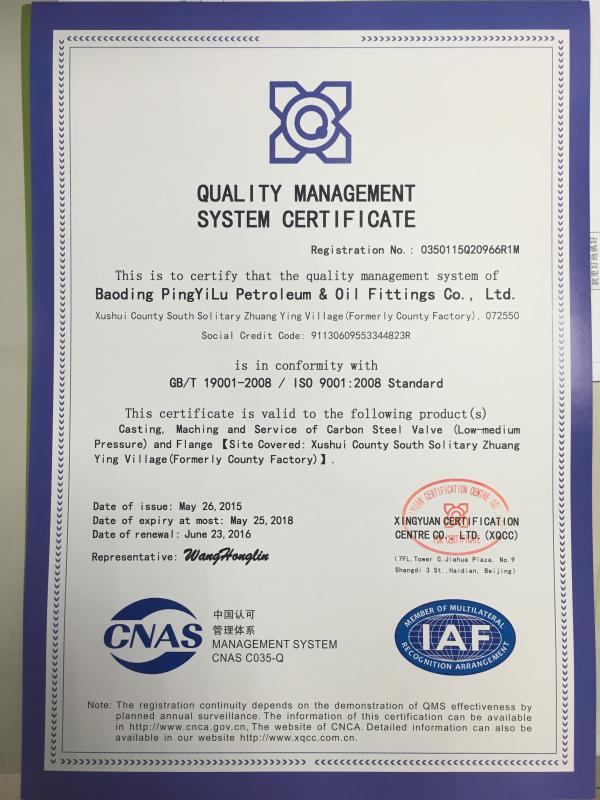 QUALITY MANAGEMENT
SYSTEM CERTIFICATE
Registration No.: 0350115Q20966R1M
This is to certify that the quality management system of
Baoding PingYiLu Petroleum & Oil Fittings Co., Ltd.
Xushui County South Solitary Zhuang Ying Village(Formerly County Factory), 072550
Social Credit Code: 91130609553344823R
is in conformity with
GB/T 19001-2008 / ISO 9001:2008 Standard
This certificate is valid to the following product(s)
Casting, Maching and Service of Carbon Steel Valve (Low-medium
Pressure) and Flange【Site Covered: Xushui County South Solitary Zhuang
Ying Village(Formerly County Factory)】.
Date of issue: May 26,2015
Date of expiry at most: May 25,2018
Date of renewal: June 23,2016
Representative: WangHonglin
XINGYUAN CERTIFICATION
CENTRE CO., LTD. (XQCC)
(7FL,Tower C,Jiahua Plaza, No.9
Shangdi 3 St.,Haidian, Beijing)
CNAS
中国认可
管理体系
MANAGEMENT SYSTEM
CNAS C035-Q
MEMBER OF MULTILATERAL
IAF
RECOGNITION ARRANGEMENT
Note: The registration continuity depends on the demonstration of QMS effectiveness by
planned annual surveillance. The information of this certification can be available
in http://www.cnca.gov.cn, The website of CNCA. Detailed information can also be
available in our website http://www.xqcc.com.cn.